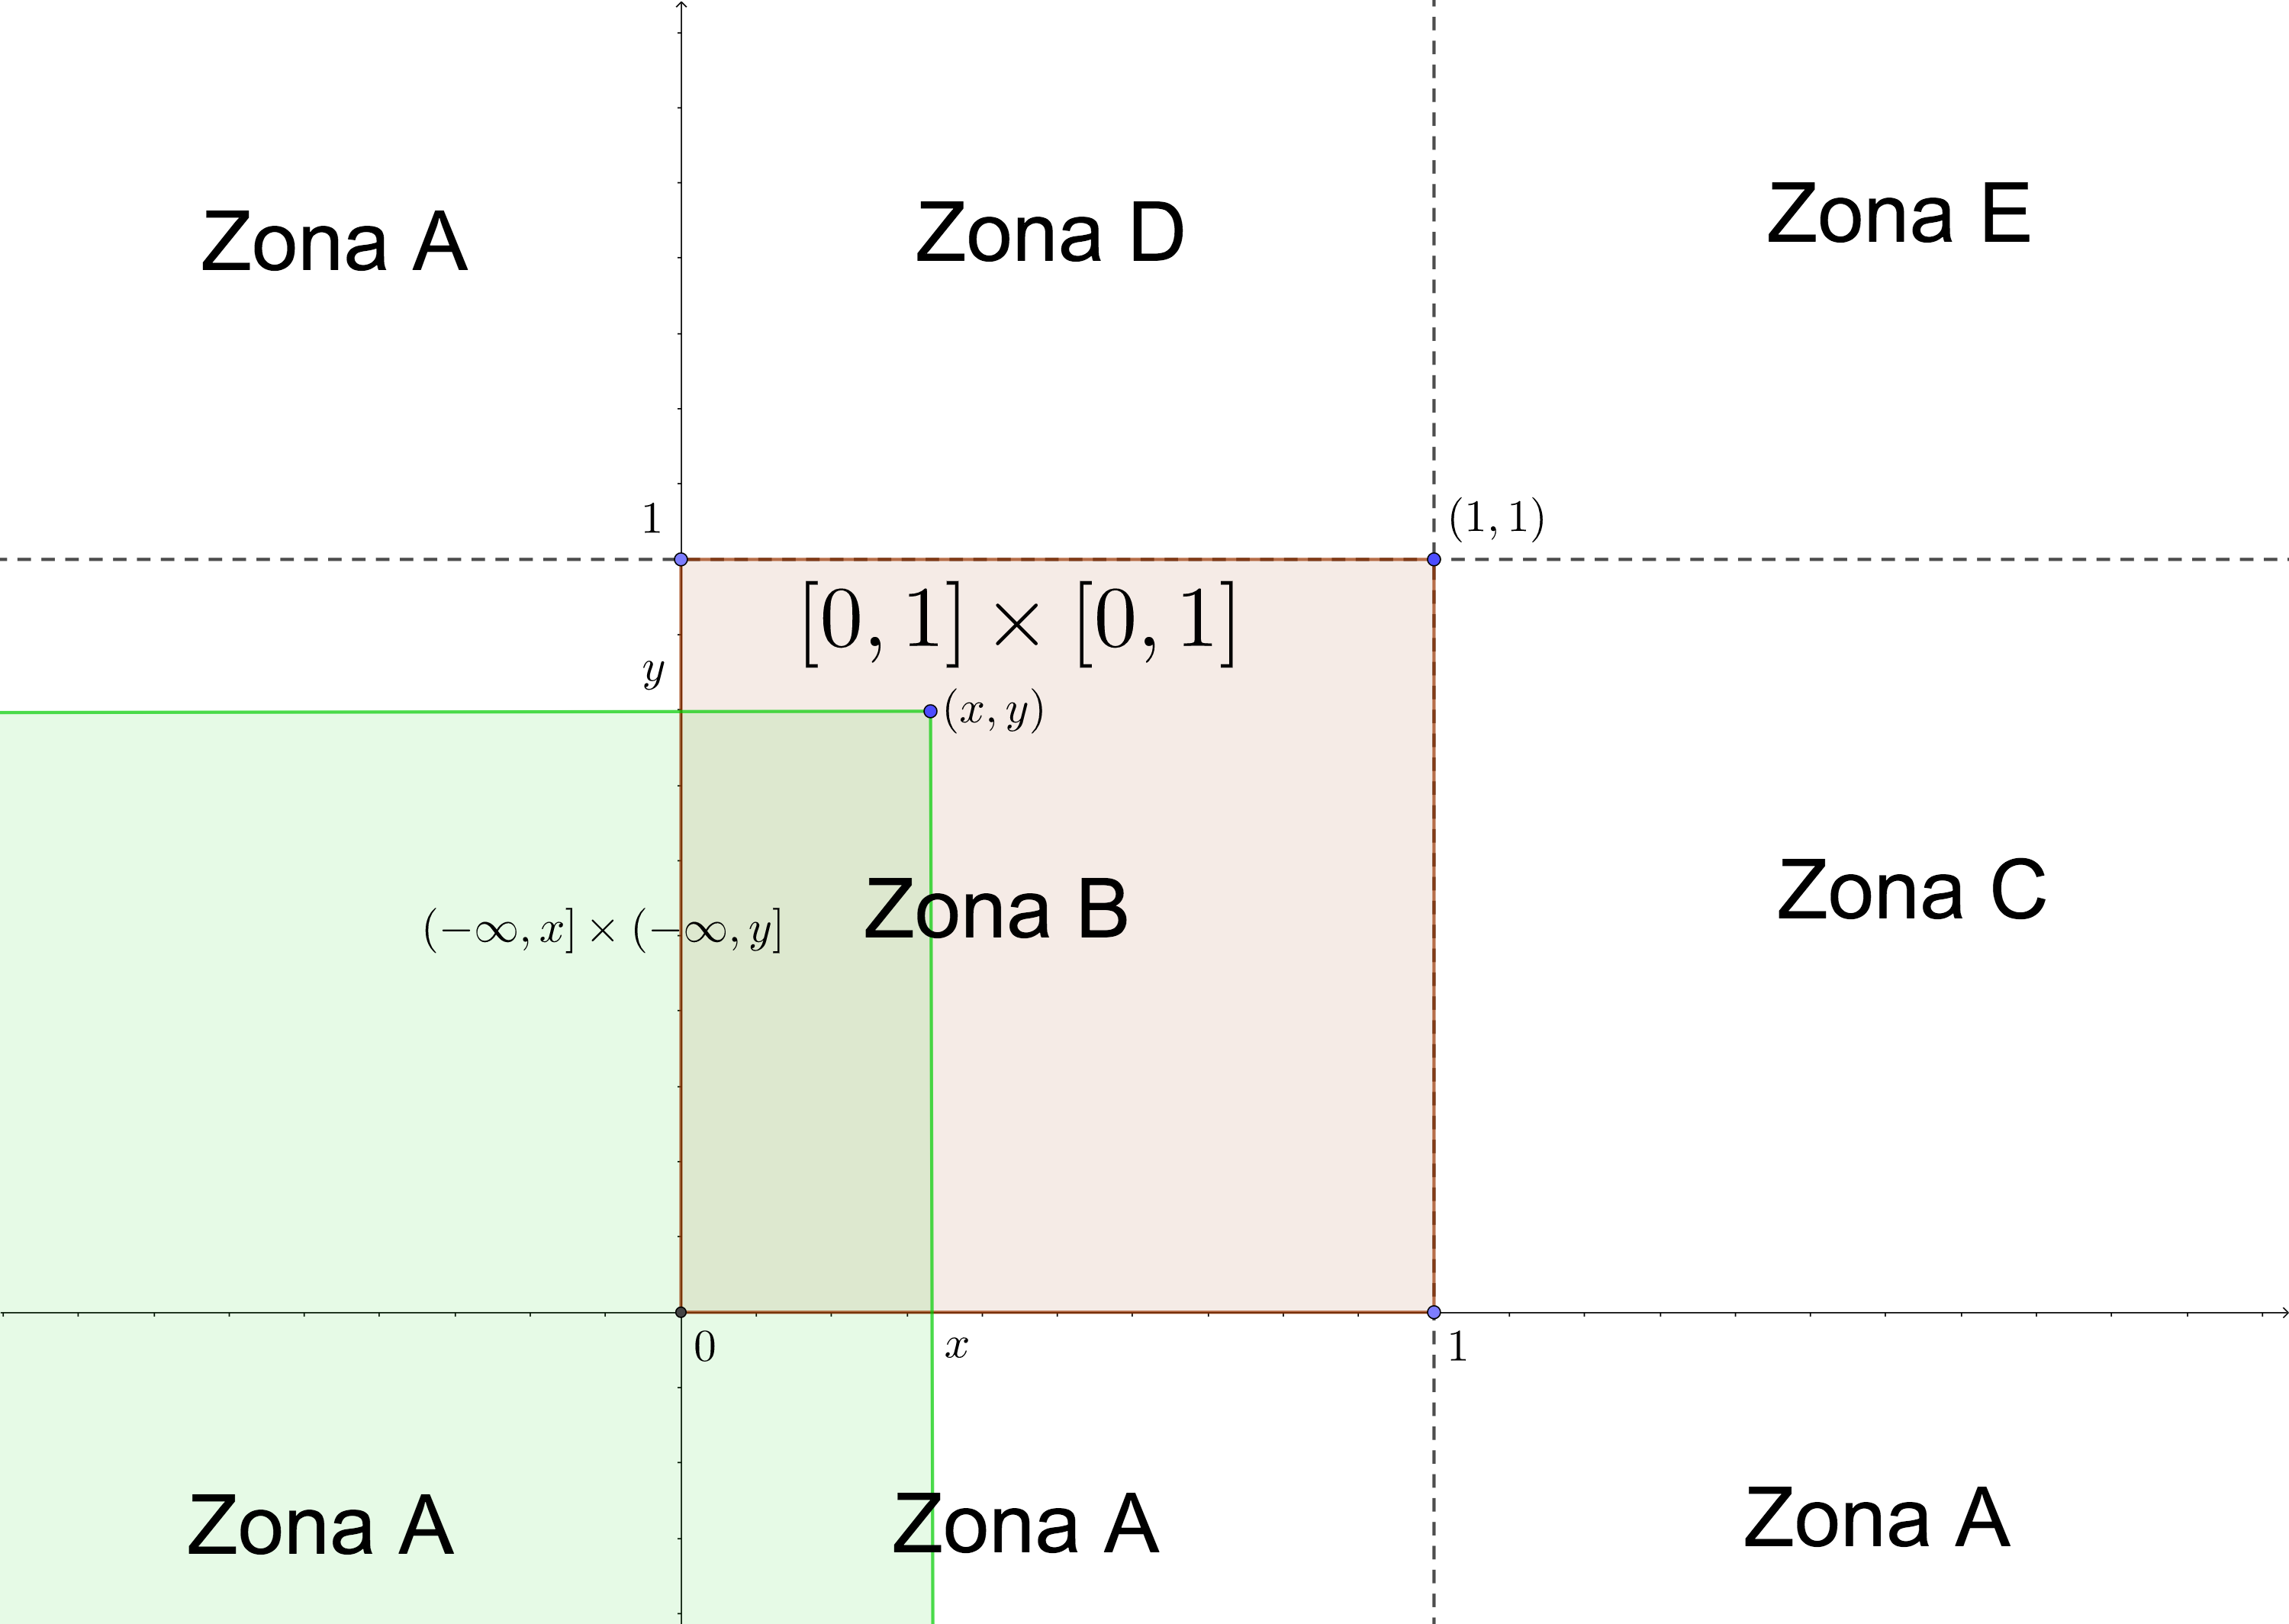 Zona A
Zona D
Zona E
1
(1, 1)
[0, 1] × [0, 1]
y
(x, y)
(−∞, x] × (−∞, y]
Zona B
Zona C
0
x
1
Zona A
Zona A
Zona A